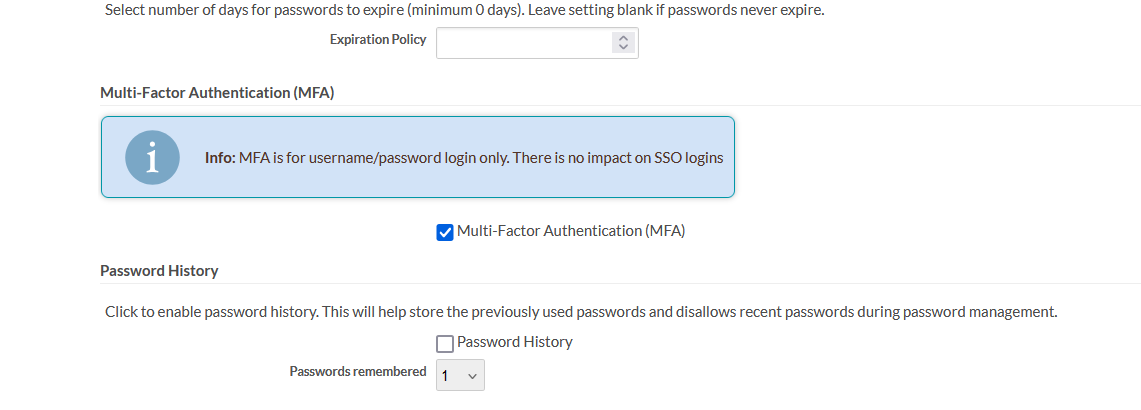 Select number of days for passwords to expire (minimum 0 days). Leave setting blank if passwords never expire.
Expiration Policy
Multi-Factor Authentication (MFA)
i
Info: MFA is for username/password login only. There is no impact on SSO logins
Multi-Factor Authentication (MFA)
Password History
Click to enable password history. This will help store the previously used passwords and disallows recent passwords during password management.
Password History
Passwords remembered 1